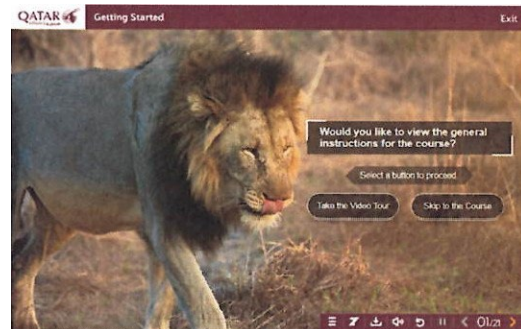 QATAR
Getting Started
Exit
Would you like to view the general
instructions for the course?
Select a button to proceed
Take the Video Tour
Skip to the Course
01/21